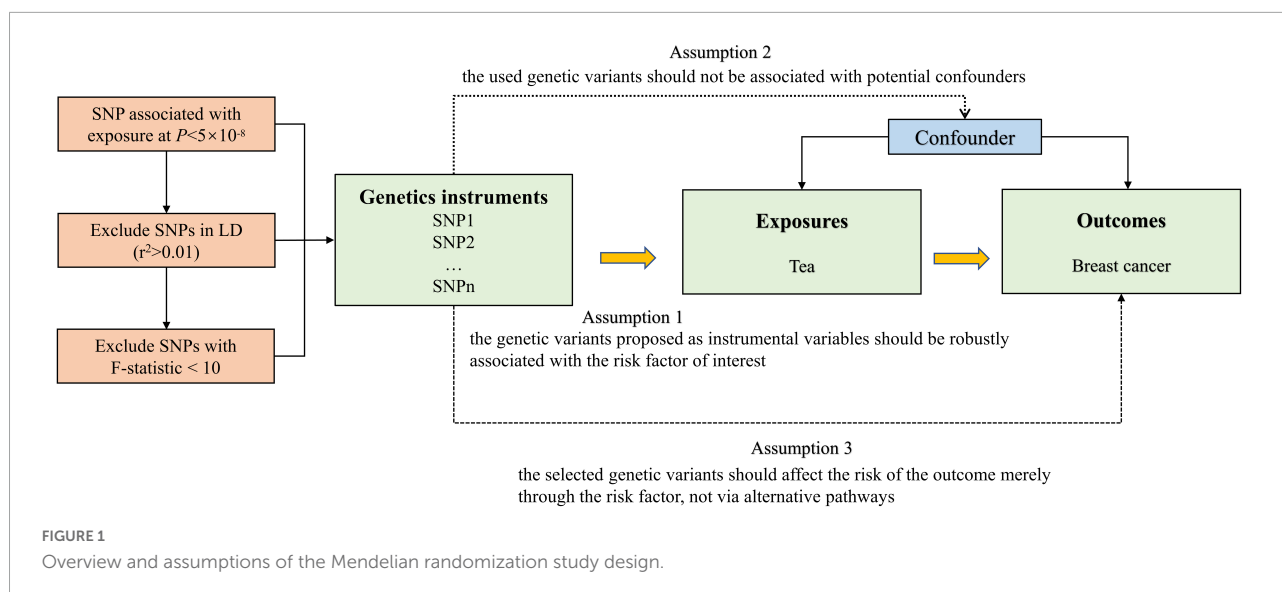 Assumption 2
the used genetic variants should not be associated with potential confounders
SNP associated with
exposure at P<5×10⁻⁸
Exclude SNPs in LD
(r²>0.01)
Exclude SNPs with
F-statistic < 10
Genetics instruments
SNP1
SNP2
...
SNPn
Confounder
Exposures
Tea
Outcomes
Breast cancer
Assumption 1
the genetic variants proposed as instrumental variables should be robustly
associated with the risk factor of interest
Assumption 3
the selected genetic variants should affect the risk of the outcome merely
through the risk factor, not via alternative pathways
FIGURE 1
Overview and assumptions of the Mendelian randomization study design.